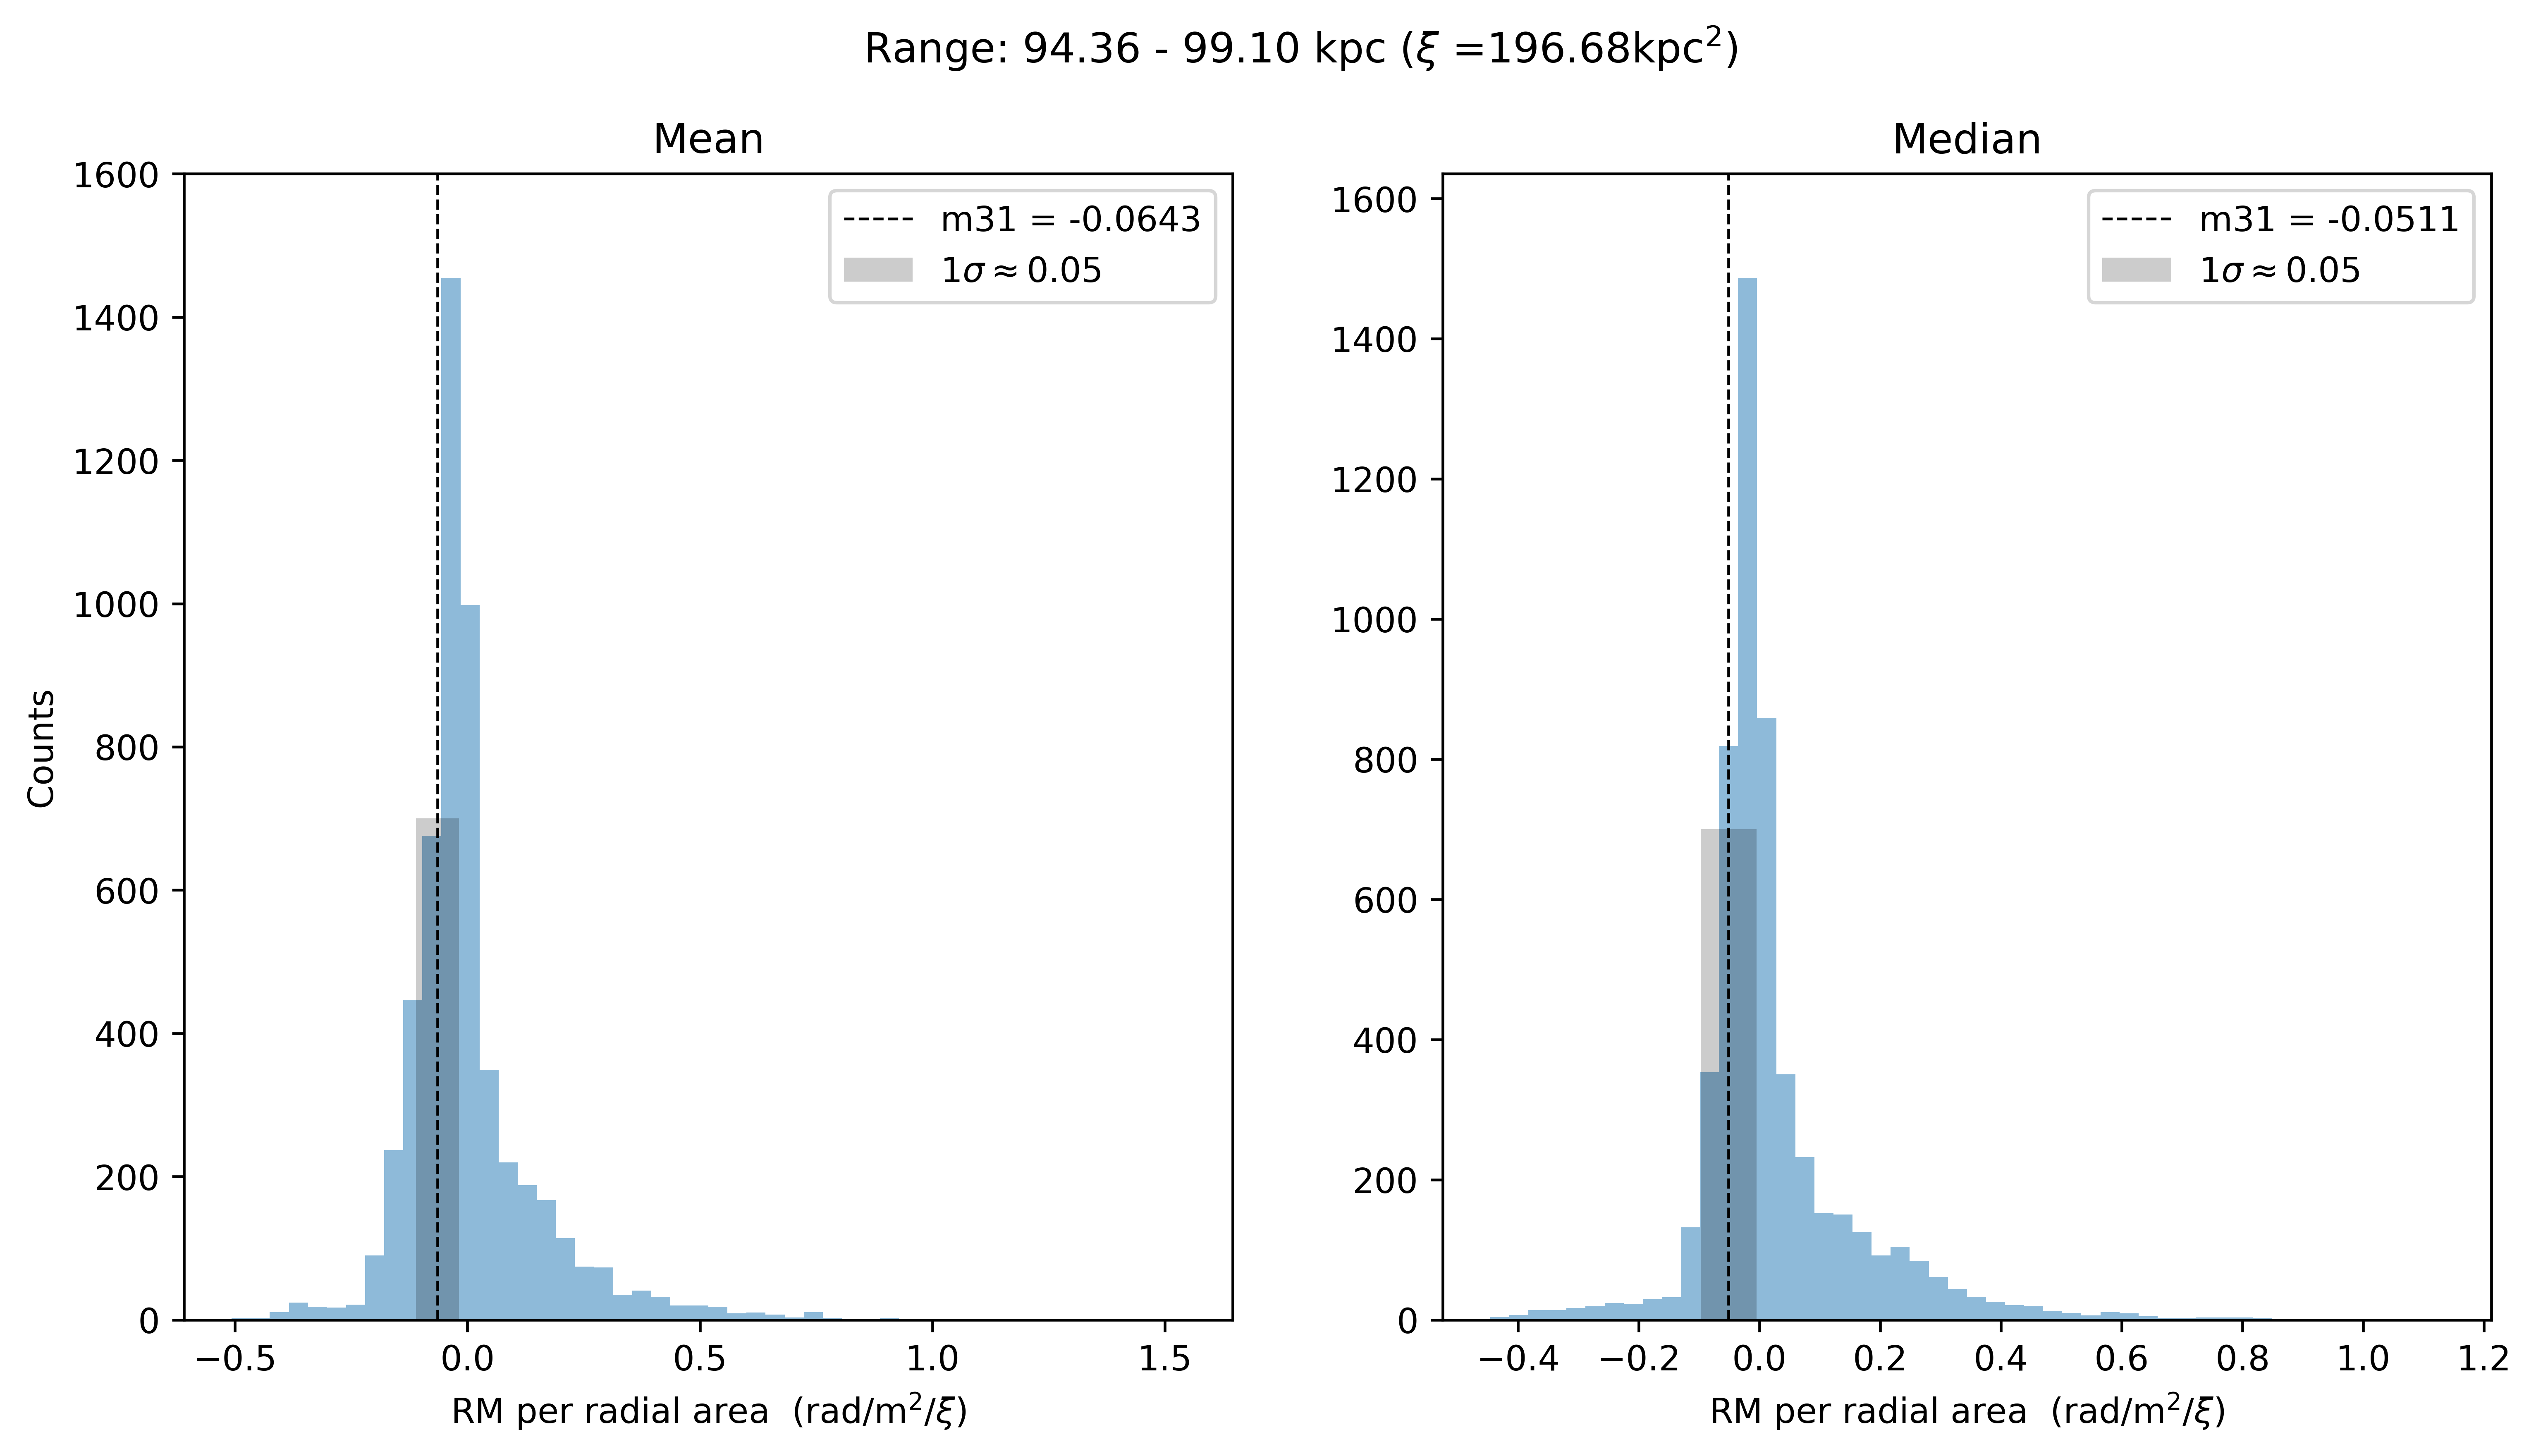 Range: 94.36 - 99.10 kpc (ξ =196.68kpc²)
Mean
1600
1400
1200
1000
800
600
400
200
0
Counts
m31 = -0.0643
1σ ≈ 0.05
−0.5 0.0 0.5 1.0 1.5
RM per radial area (rad/m²/ξ)
Median
1600
1400
1200
1000
800
600
400
200
0
m31 = -0.0511
1σ ≈ 0.05
−0.4 −0.2 0.0 0.2 0.4 0.6 0.8 1.0 1.2
RM per radial area (rad/m²/ξ)